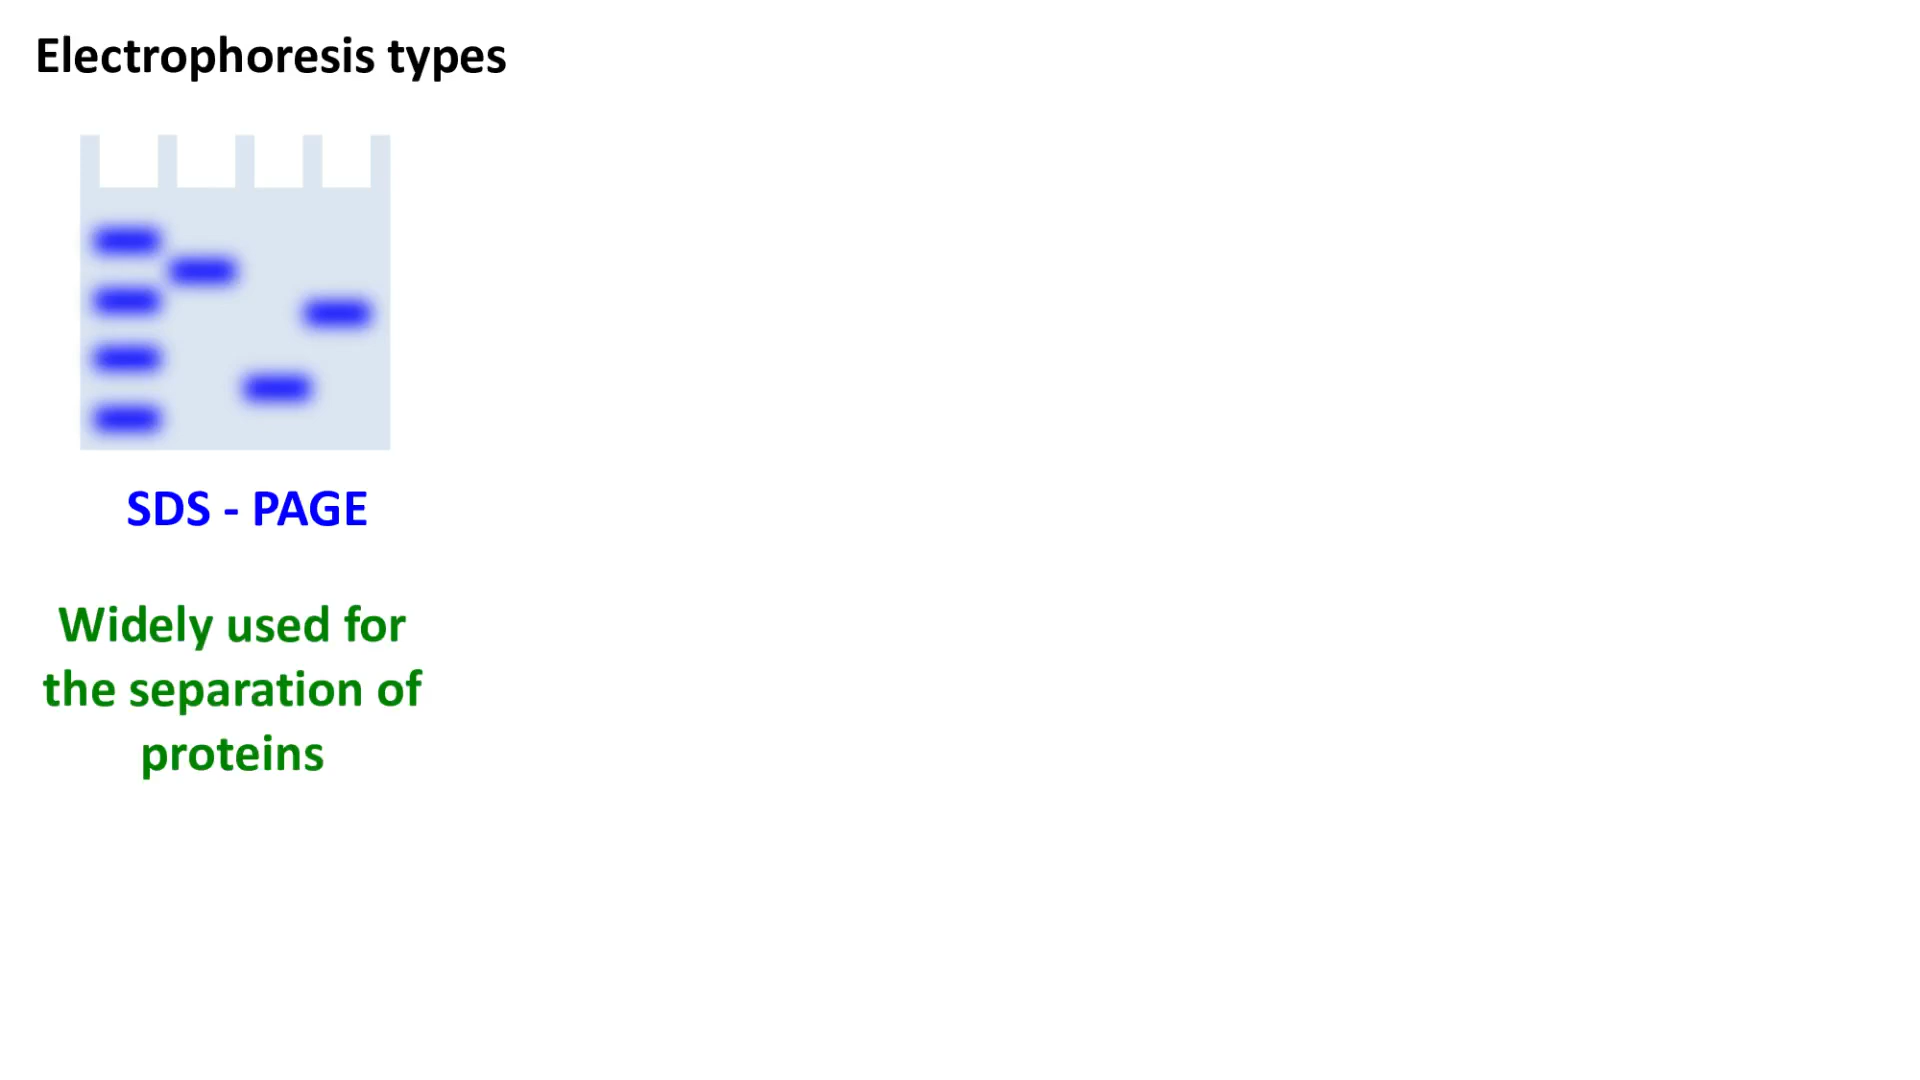 Electrophoresis types
SDS - PAGE
Widely used for
the separation of
proteins